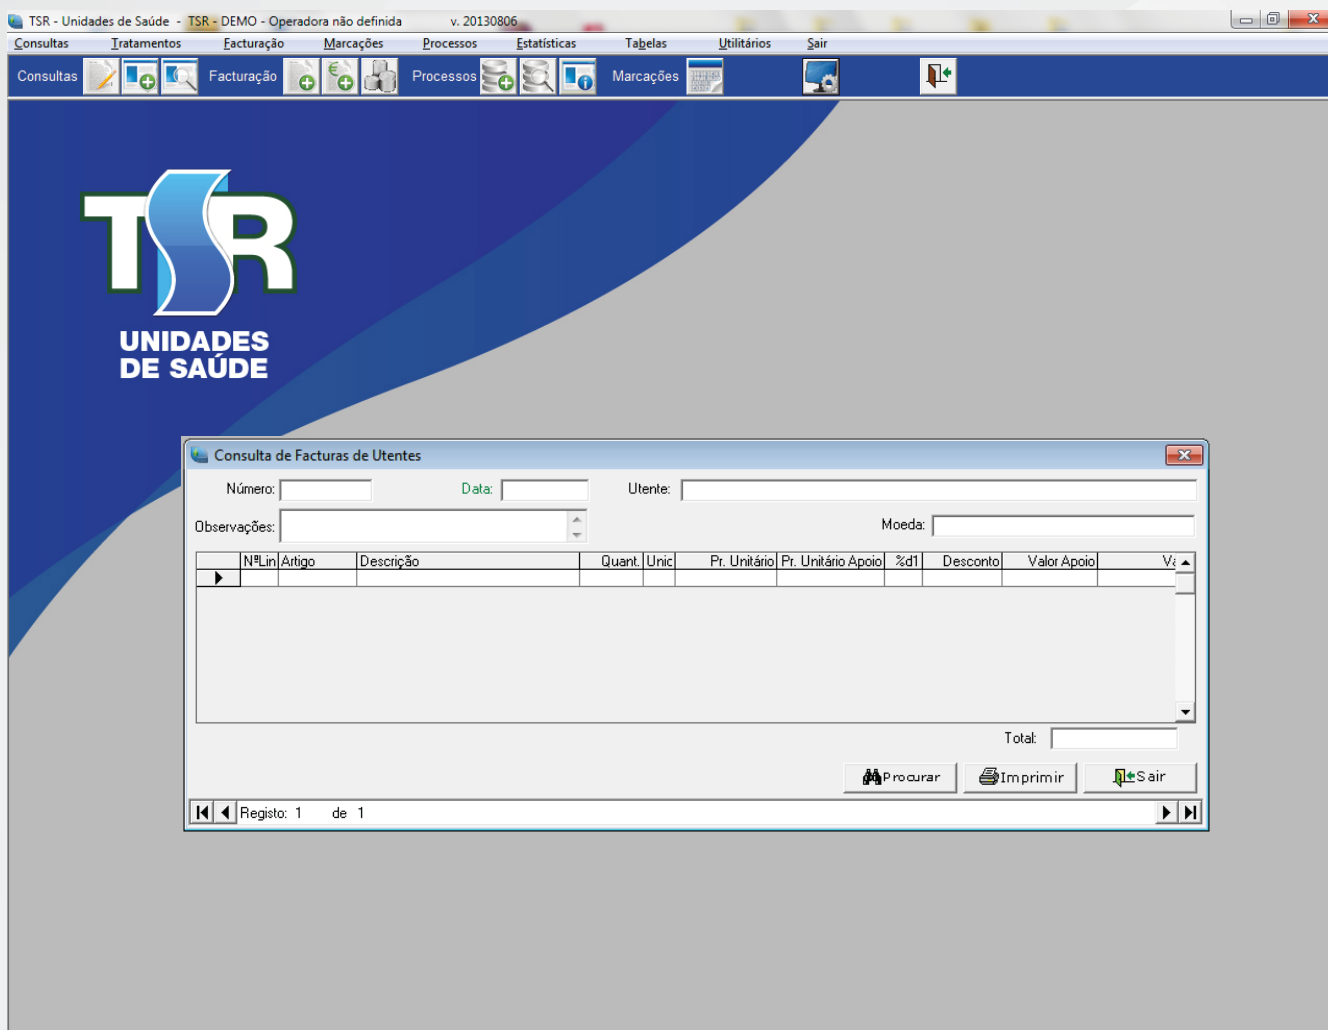 TSR - Unidades de Saúde - TSR - DEMO - Operadora não definida v. 20130806
Consultas Tratamentos Facturação Marcações Processos Estatísticas Tabelas Utilitários Sair
Consultas Facturação Processos Marcações
TSR
UNIDADES
DE SAÚDE
Consulta de Facturas de Utentes
Número: Data: Utente:
Observações: Moeda:
NºLin Artigo Descrição Quant. Unic Pr. Unitário Pr. Unitário Apoio %d1 Desconto Valor Apoio
Total:
Procurar Imprimir Sair
Registo: 1 de 1